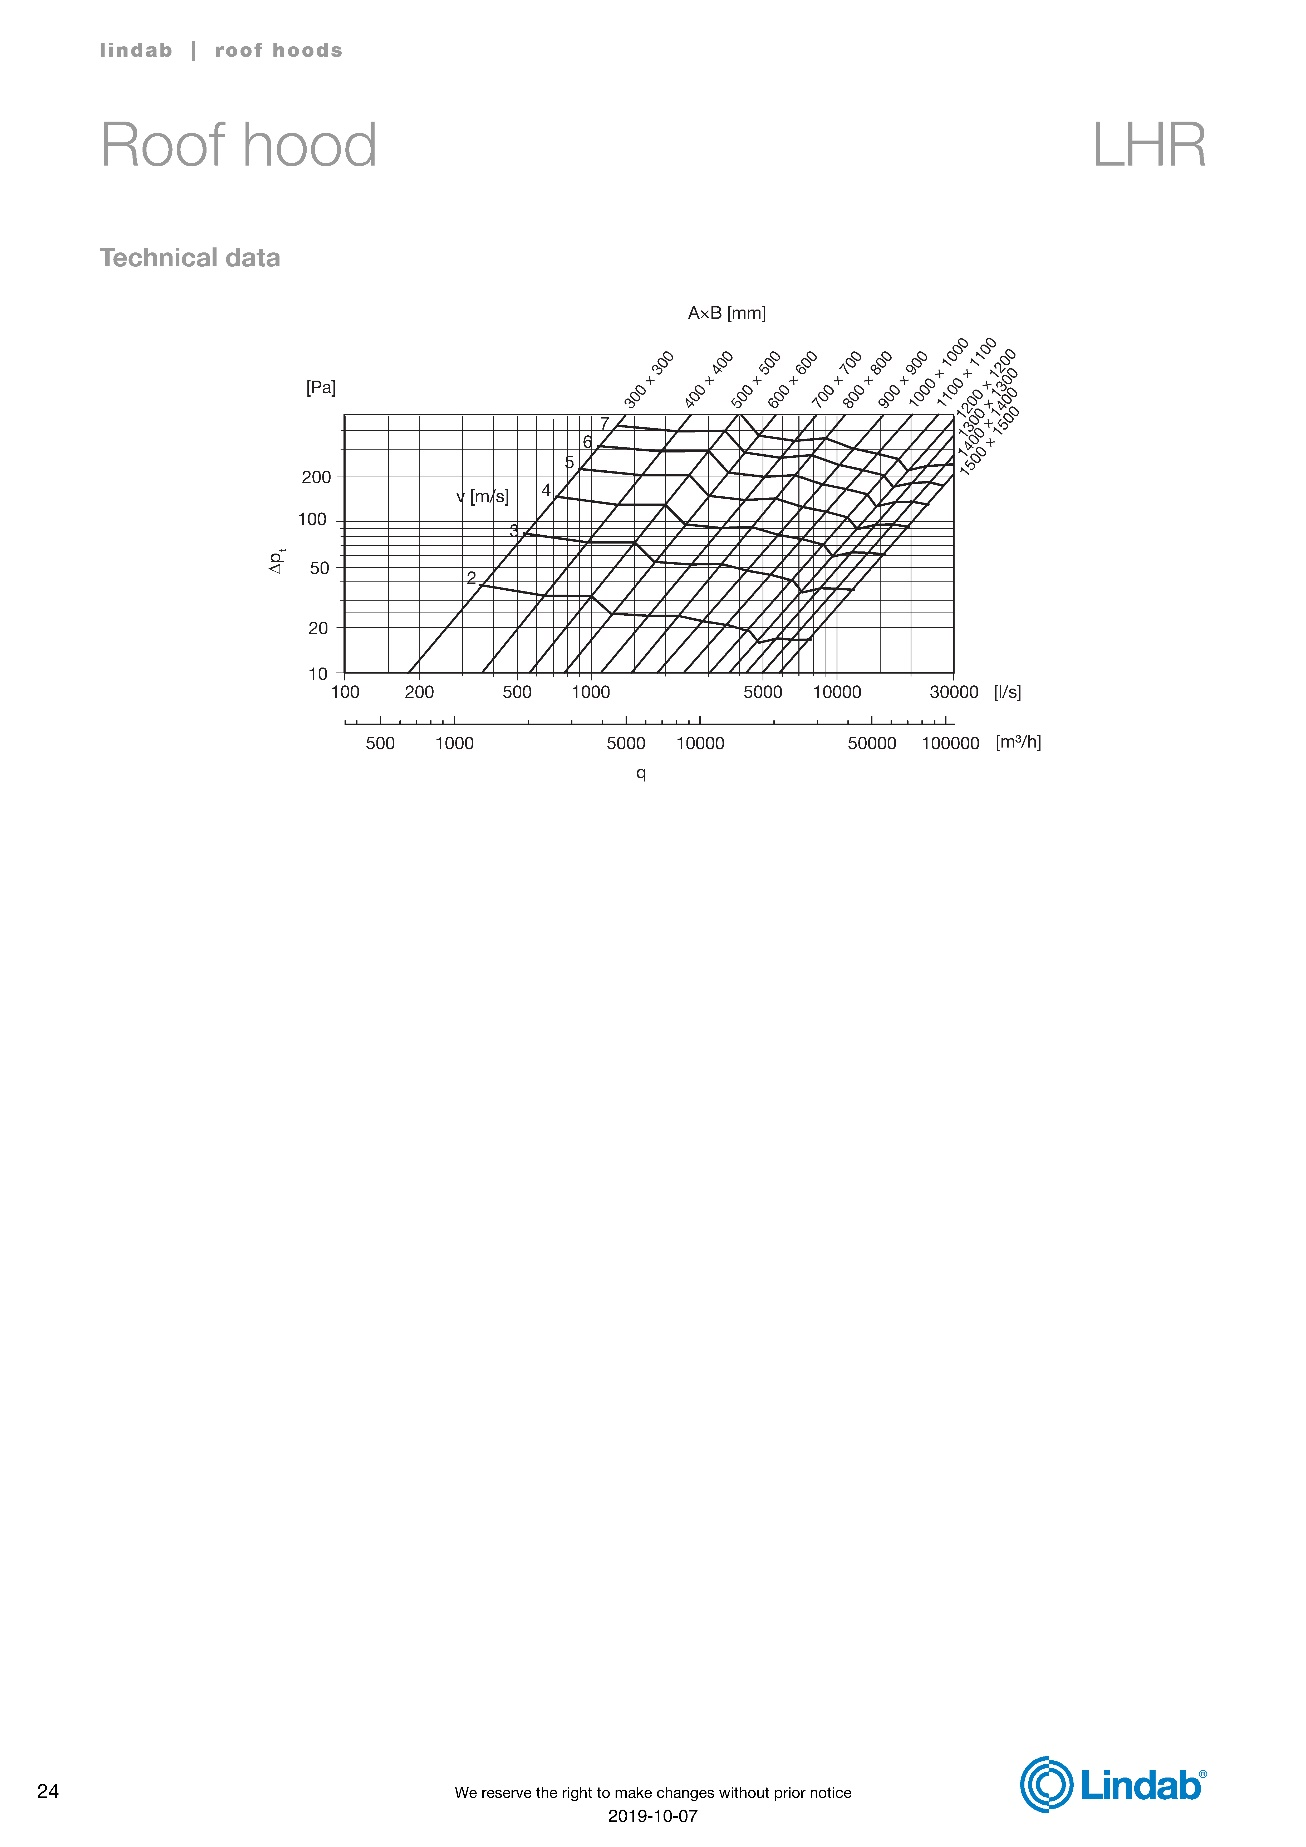 lindab | roof hoods
Roof hood LHR
Technical data
A×B [mm]
300 × 300
400 × 400
500 × 500
600 × 600
700 × 700
800 × 800
900 × 900
1000 × 1000
1100 × 1100
1200 × 1200
1300 × 1300
1400 × 1400
1500 × 1500
[Pa]
7
6
5
200
v [m/s] 4
100
3
Δpt
50
2
20
10
100 200 500 1000 5000 10000 30000 [l/s]
500 1000 5000 10000 50000 100000 [m³/h]
q
24
We reserve the right to make changes without prior notice
2019-10-07
Lindab®